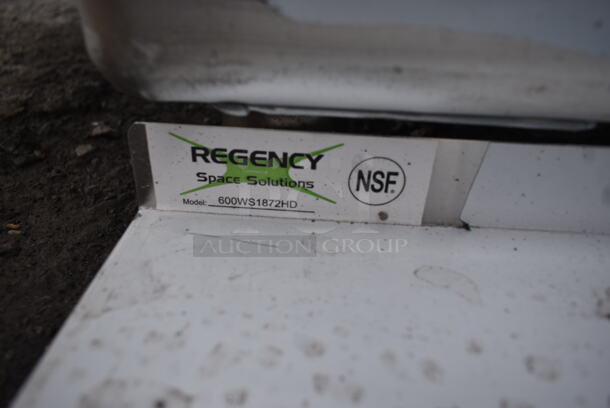 REGENCY
Space Solutions
NSF
Model: 600WS1872HD
AUCTION GROUP